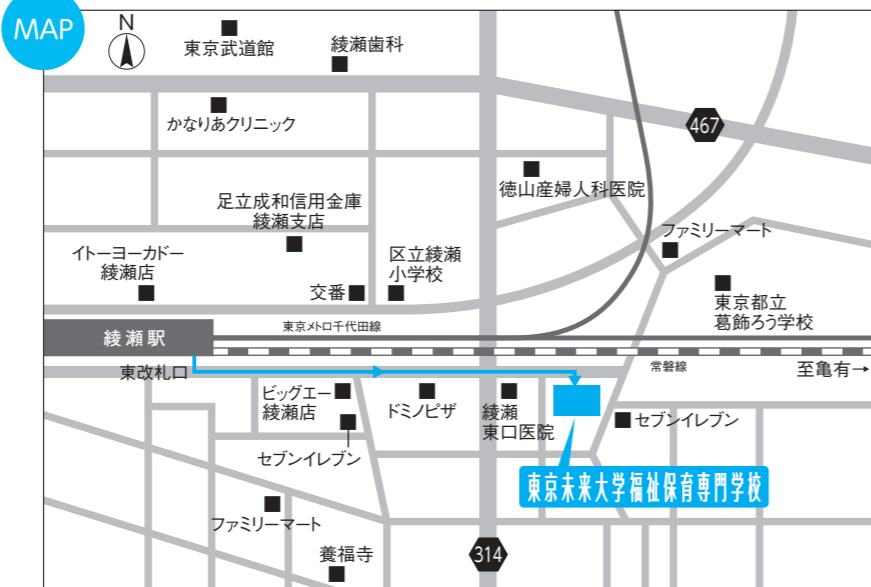 MAP
N
東京武道館
綾瀬歯科
かなりあクリニック
467
徳山産婦人科医院
足立成和信用金庫
綾瀬支店
ファミリーマート
イトーヨーカドー
綾瀬店
区立綾瀬
小学校
交番
東京都立
葛飾ろう学校
綾瀬駅
東京メトロ千代田線
東改札口
常磐線
至亀有→
ビッグエー
綾瀬店
ドミノピザ
綾瀬
東口医院
セブンイレブン
セブンイレブン
東京未来大学福祉保育専門学校
ファミリーマート
養福寺
314